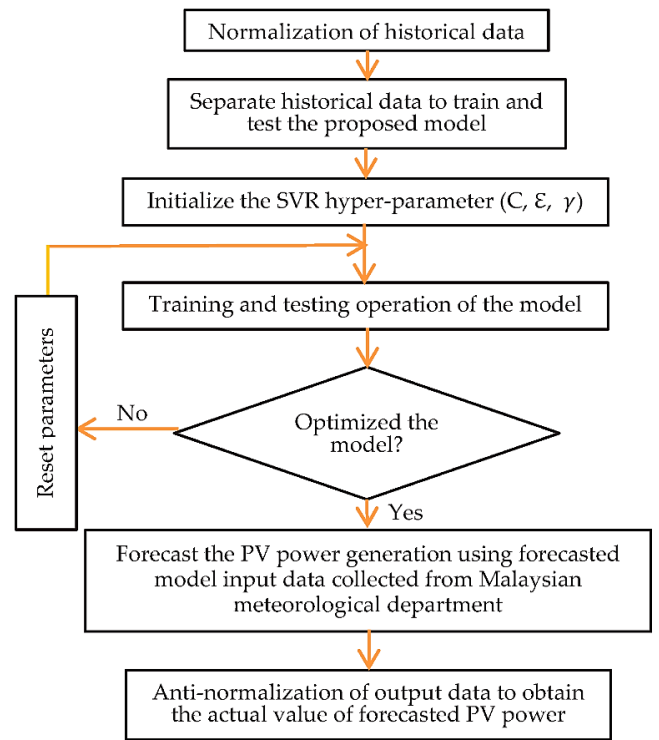 Normalization of historical data
Separate historical data to train and
test the proposed model
Initialize the SVR hyper-parameter (C, Ɛ, γ)
Training and testing operation of the model
Reset parameters
No
Optimized the
model?
Yes
Forecast the PV power generation using forecasted
model input data collected from Malaysian
meteorological department
Anti-normalization of output data to obtain
the actual value of forecasted PV power